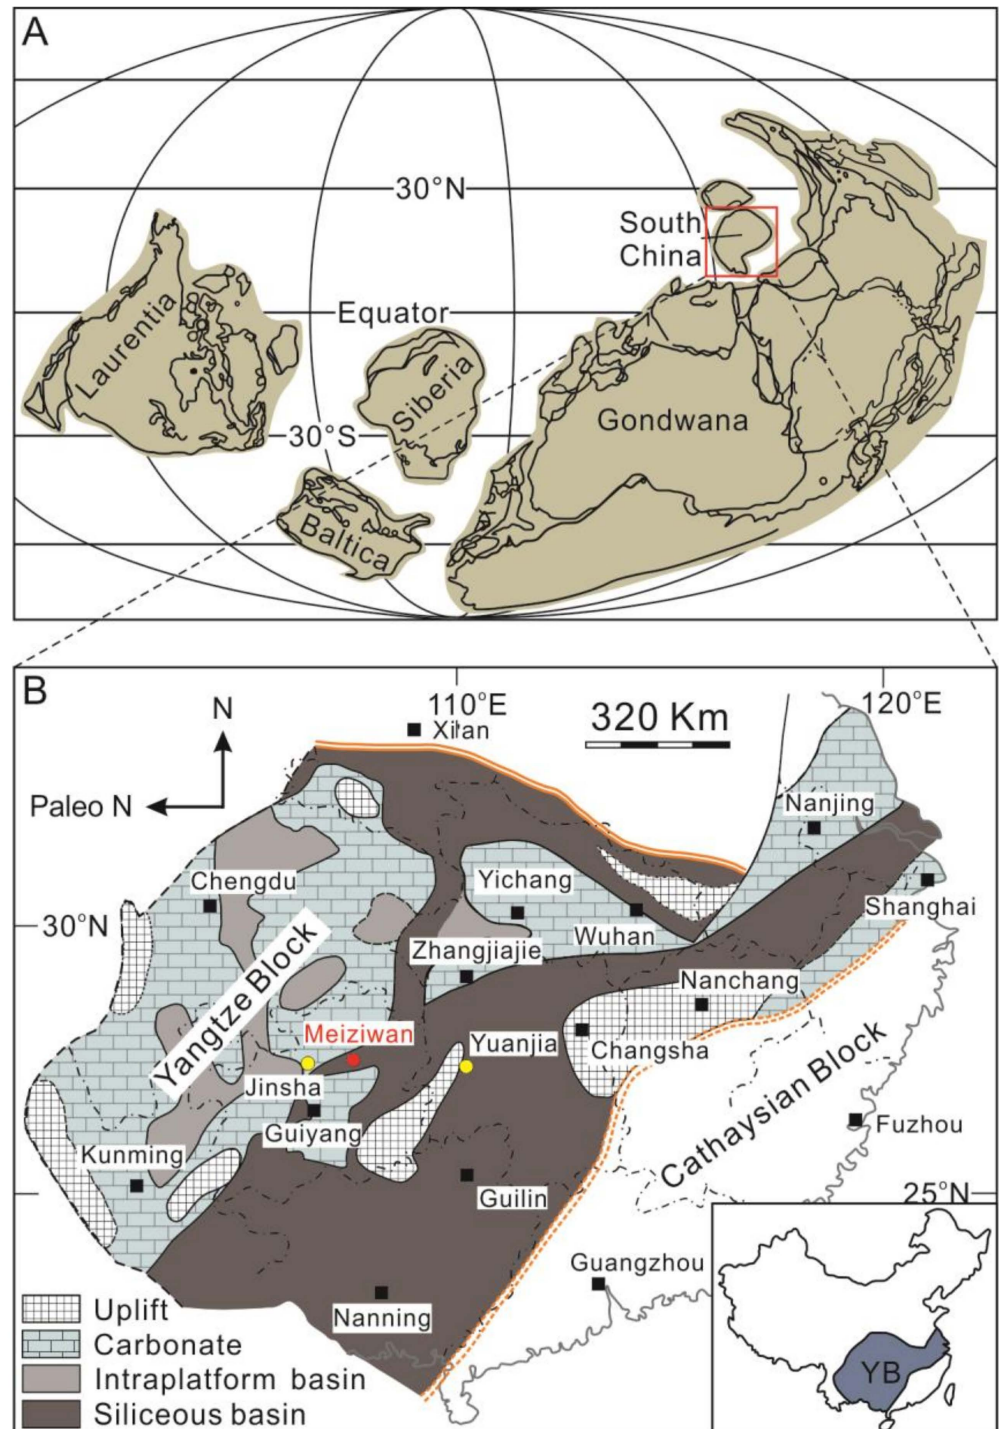 A
30°N
South
China
Equator
Laurentia
Siberia
30°S
Gondwana
Baltica
B
110°E
120°E
N
Xi'an
320 Km
Paleo N
Nanjing
Chengdu
Yichang
Shanghai
30°N
Wuhan
Zhangjiajie
Nanchang
Yangtze Block
Meiziwan
Yuanjia
Changsha
Jinsha
Cathaysian Block
Guiyang
Fuzhou
Kunming
Guilin
25°N
Guangzhou
Nanning
Uplift
Carbonate
Intraplatform basin
Siliceous basin
YB